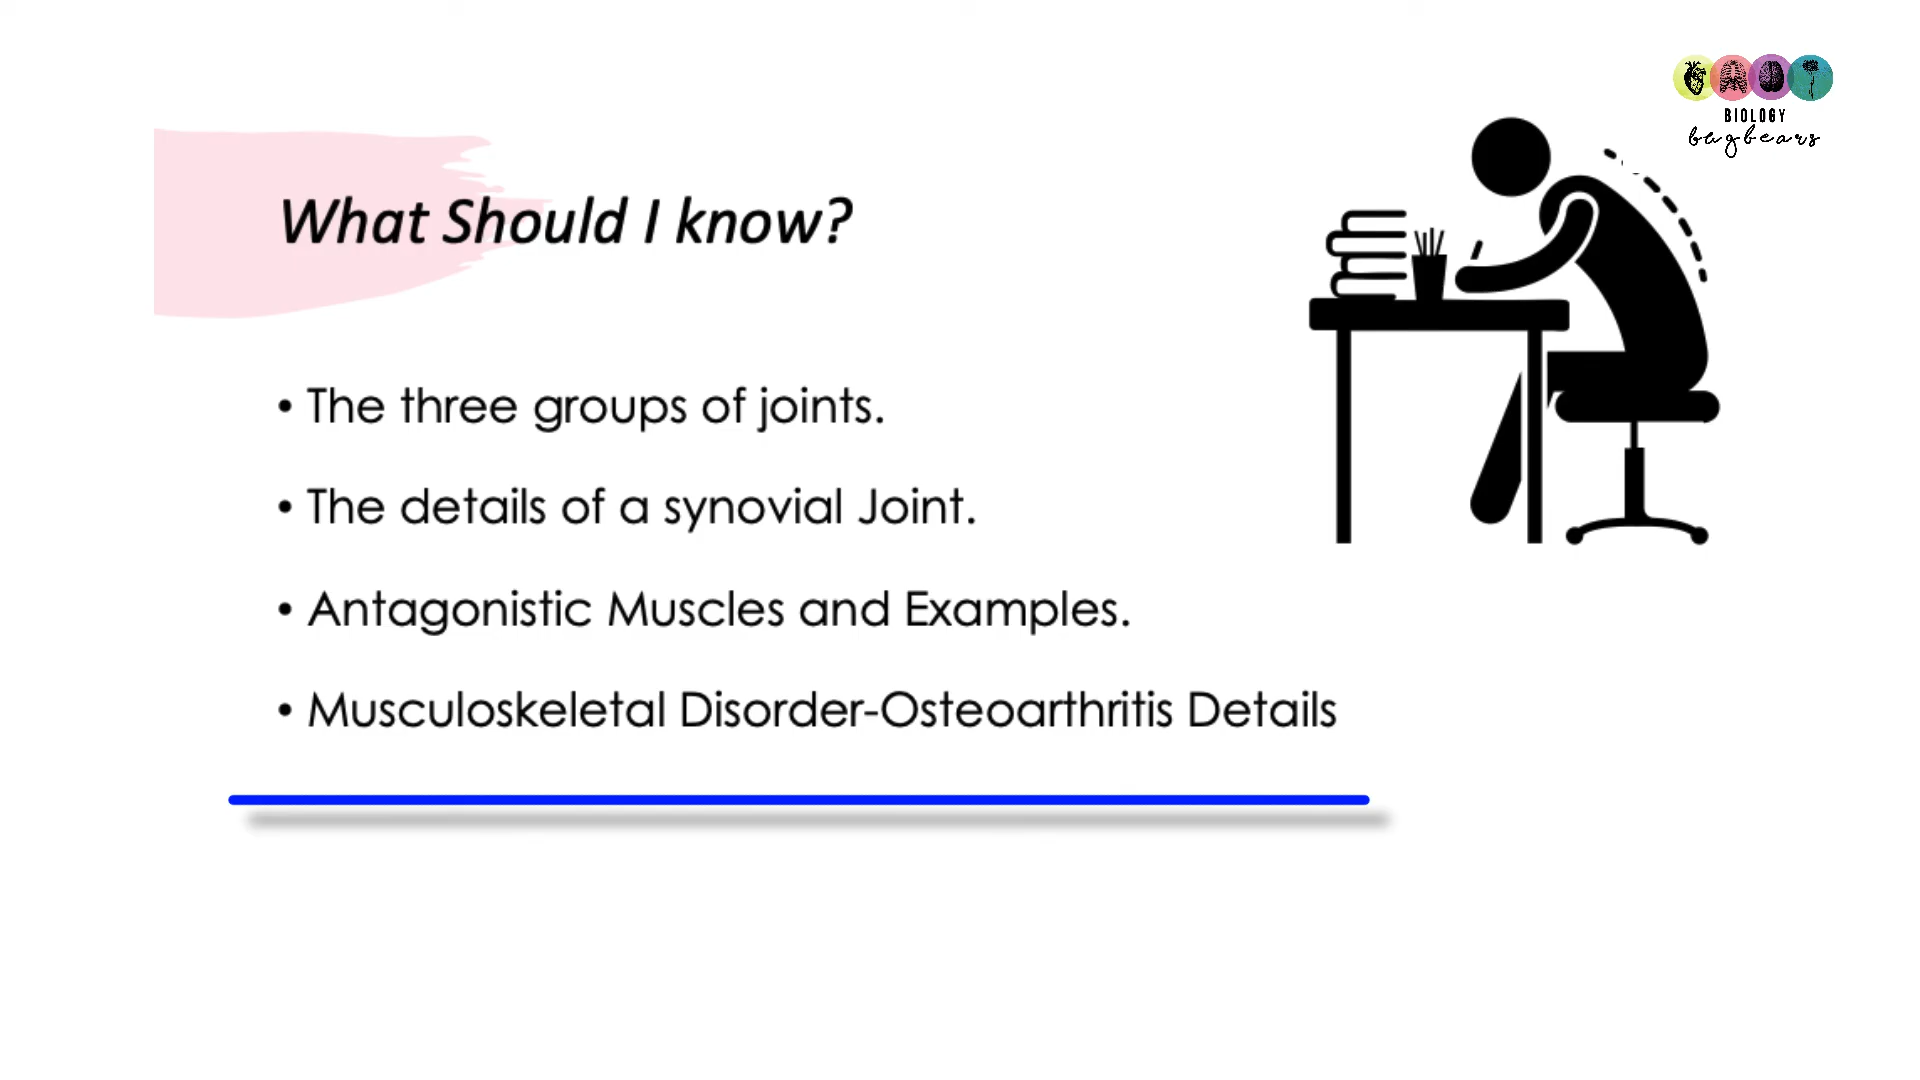 BIOLOGY
bugbears
What Should I know?
• The three groups of joints.
• The details of a synovial Joint.
• Antagonistic Muscles and Examples.
• Musculoskeletal Disorder-Osteoarthritis Details